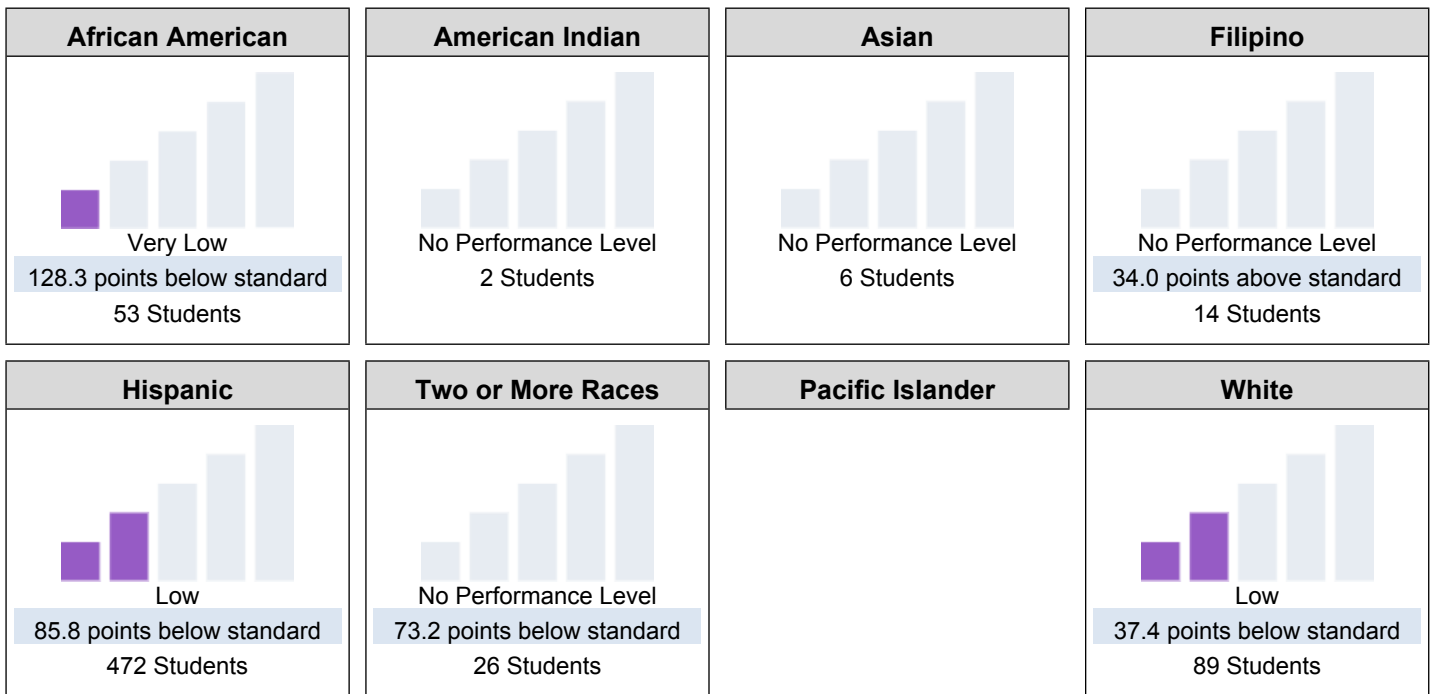 African American
Very Low
128.3 points below standard
53 Students
American Indian
No Performance Level
2 Students
Asian
No Performance Level
6 Students
Filipino
No Performance Level
34.0 points above standard
14 Students
Hispanic
Low
85.8 points below standard
472 Students
Two or More Races
No Performance Level
73.2 points below standard
26 Students
Pacific Islander
White
Low
37.4 points below standard
89 Students